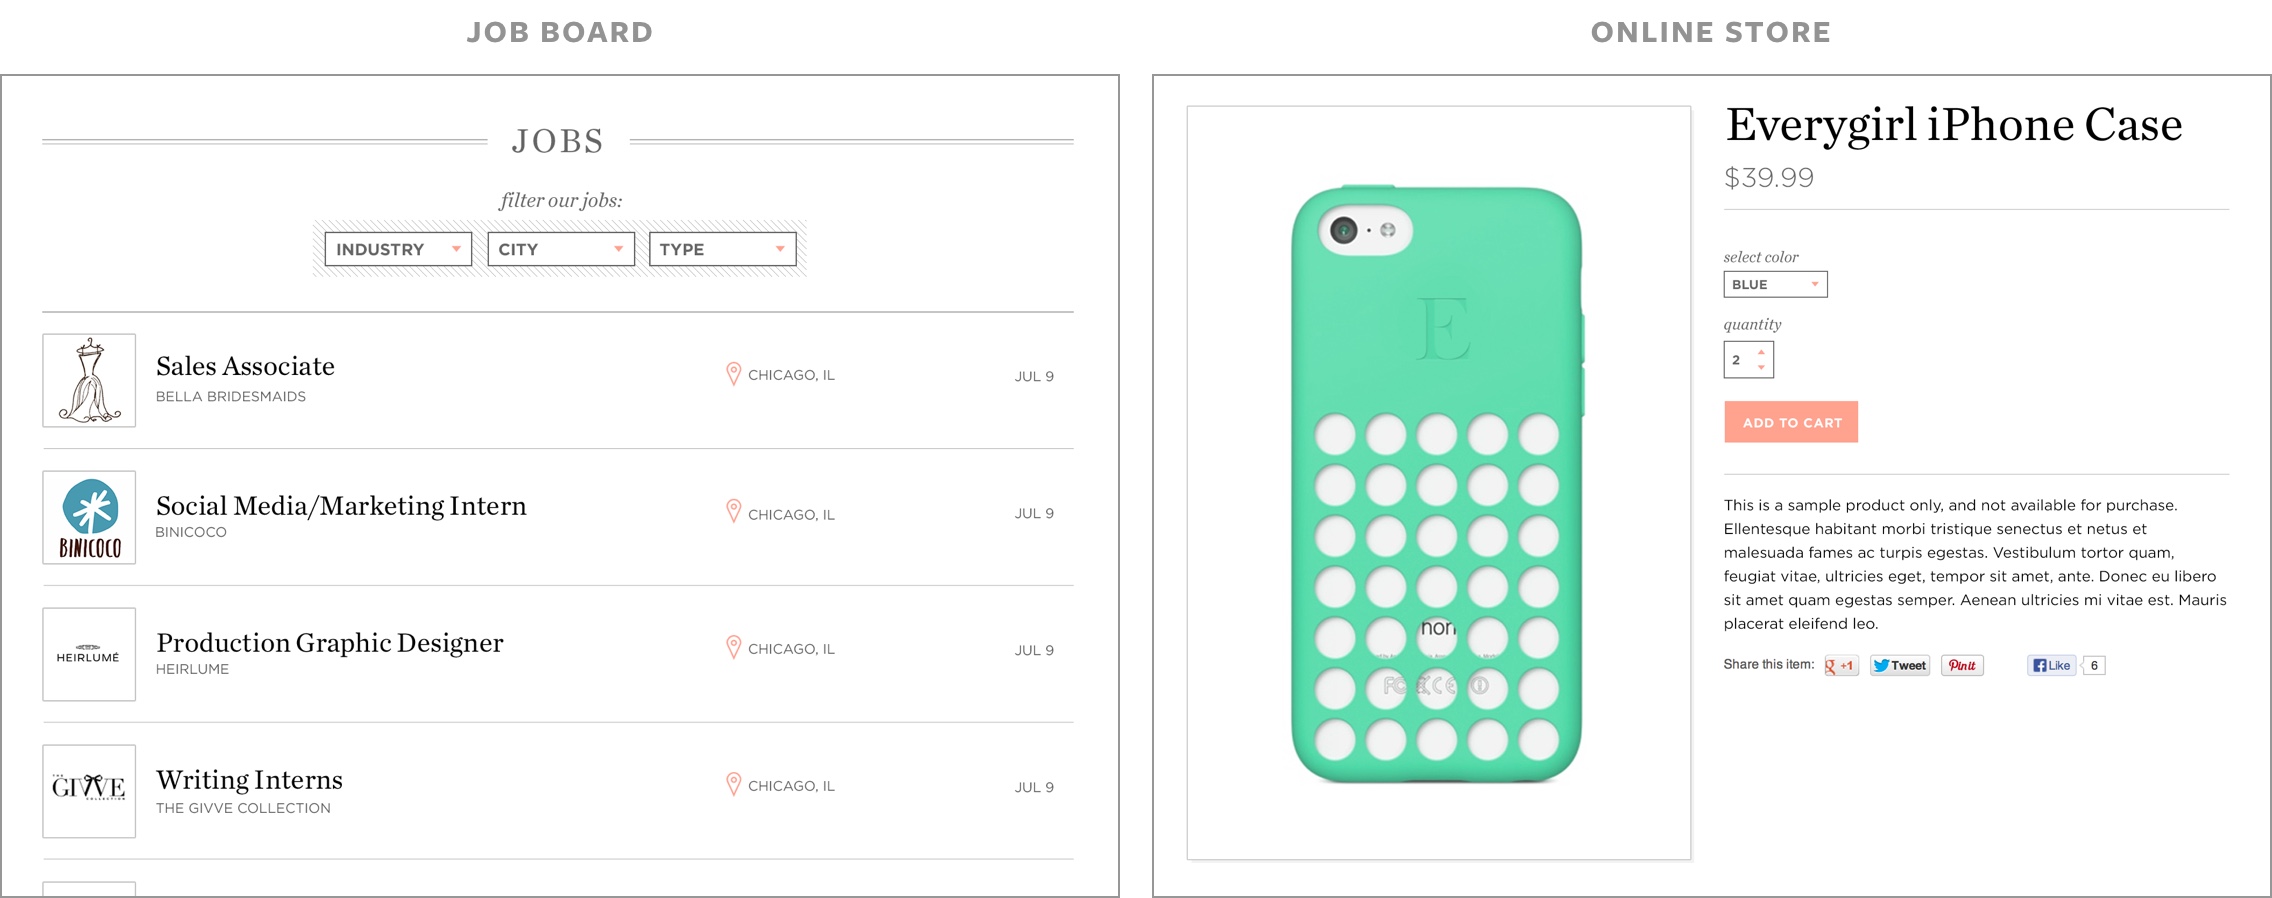 JOB BOARD
JOBS
filter our jobs:
INDUSTRY
CITY
TYPE
Sales Associate
BELLA BRIDESMAIDS
CHICAGO, IL
JUL 9
BINICOCO
Social Media/Marketing Intern
BINICOCO
CHICAGO, IL
JUL 9
HEIRLUMÉ
Production Graphic Designer
HEIRLUME
CHICAGO, IL
JUL 9
THE
GIVVE
COLLECTION
Writing Interns
THE GIVVE COLLECTION
CHICAGO, IL
JUL 9
ONLINE STORE
E
hon
FC CE
Everygirl iPhone Case
$39.99
select color
BLUE
quantity
2
ADD TO CART
This is a sample product only, and not available for purchase.
Ellentesque habitant morbi tristique senectus et netus et
malesuada fames ac turpis egestas. Vestibulum tortor quam,
feugiat vitae, ultricies eget, tempor sit amet, ante. Donec eu libero
sit amet quam egestas semper. Aenean ultricies mi vitae est. Mauris
placerat eleifend leo.
Share this item: g +1 Tweet Pinit Like 6